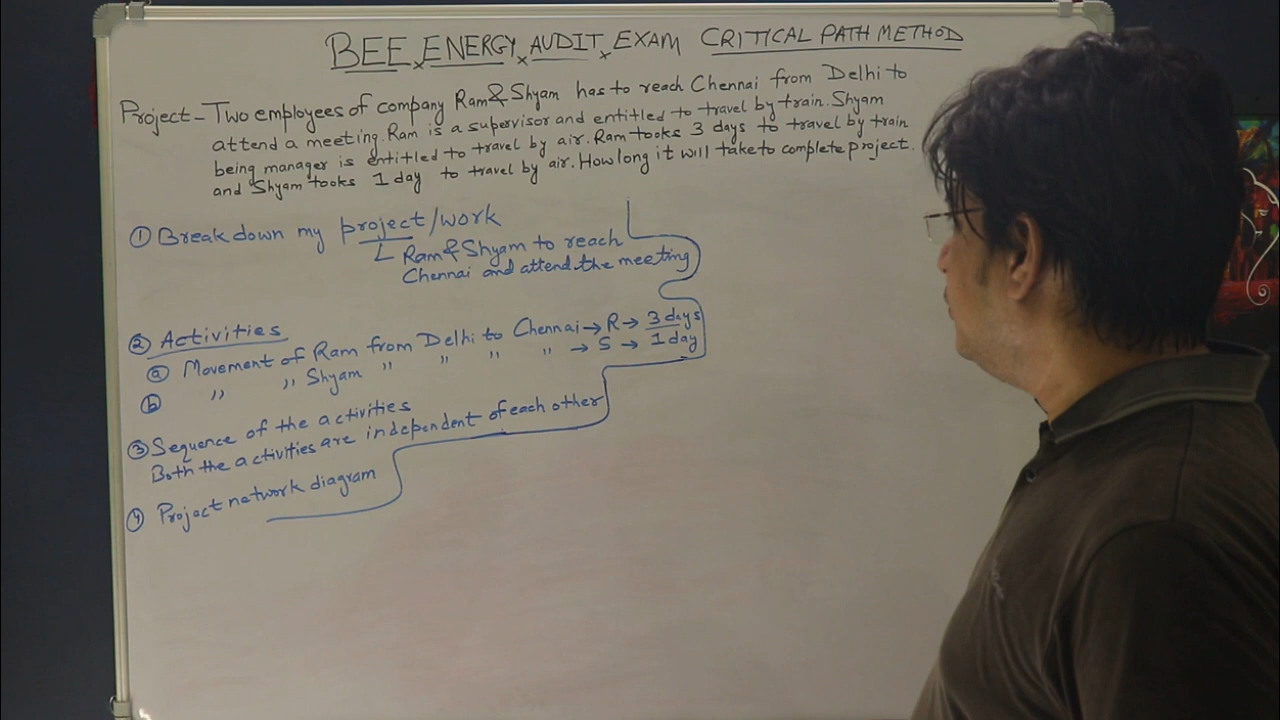 BEE ENERGY AUDIT EXAM CRITICAL PATH METHOD
Project - Two employees of company Ram & Shyam has to reach Chennai from Delhi to
attend a meeting. Ram is a supervisor and entitled to travel by train. Shyam
being manager is entitled to travel by air. Ram tooks 3 days to travel by train
and Shyam tooks 1 day to travel by air. How long it will take to complete project.
① Breakdown my project/work
Ram & Shyam to reach
Chennai and attend the meeting
② Activities
ⓐ Movement of Ram from Delhi to Chennai → R → 3 days
ⓑ " " Shyam " " " " → S → 1 day
③ Sequence of the activities
Both the activities are independent of each other
④ Project network diagram